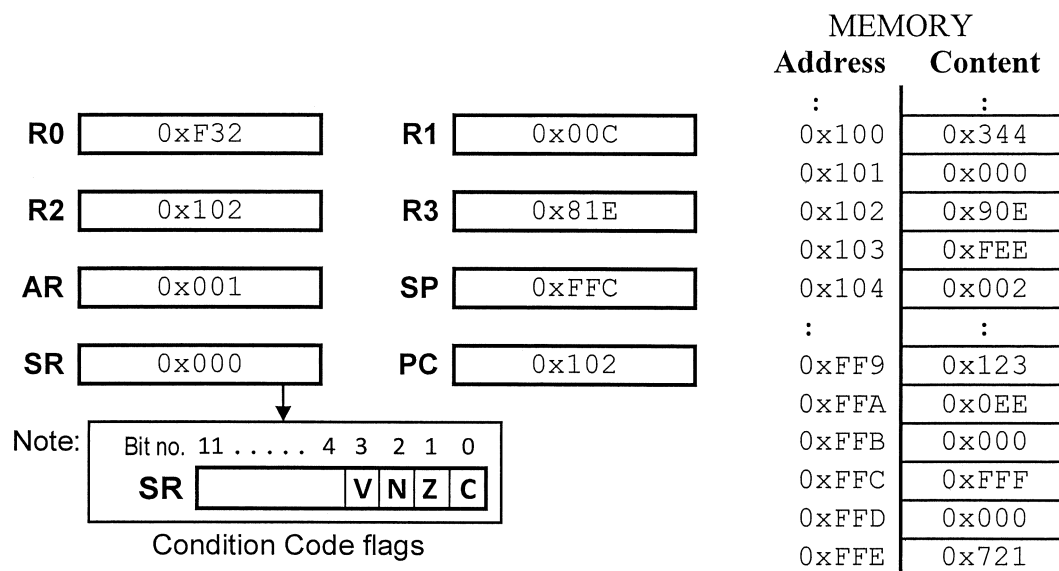 MEMORY
Address Content
: :
R0 0xF32 R1 0x00C 0x100 0x344
0x101 0x000
R2 0x102 R3 0x81E 0x102 0x90E
0x103 0xFEE
AR 0x001 SP 0xFFC 0x104 0x002
: :
SR 0x000 PC 0x102 0xFF9 0x123
0xFFA 0x0EE
Note: Bit no. 11 ..... 4 3 2 1 0 0xFFB 0x000
SR V N Z C 0xFFC 0xFFF
0xFFD 0x000
Condition Code flags 0xFFE 0x721